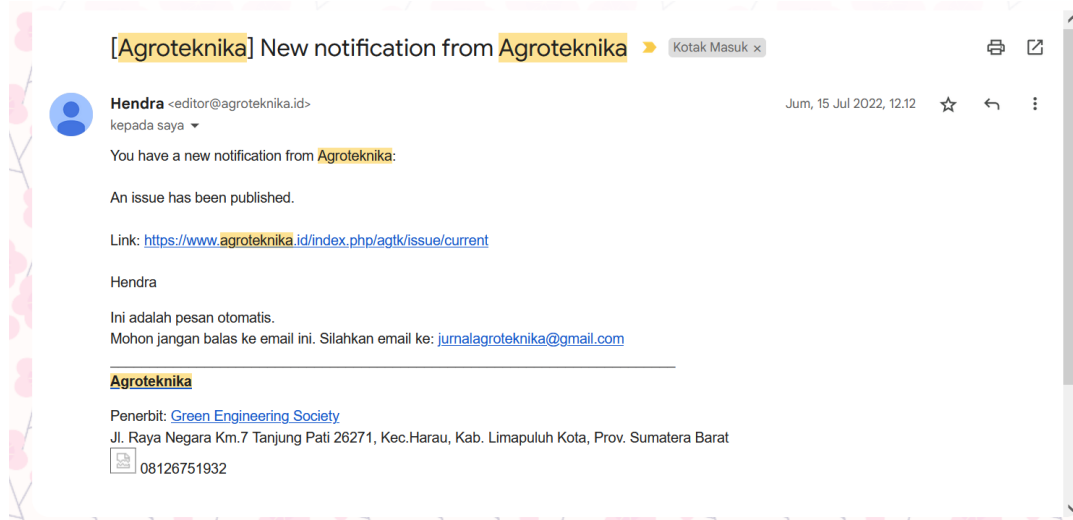 [Agroteknika] New notification from Agroteknika
Kotak Masuk ×
Hendra <editor@agroteknika.id>
Jum, 15 Jul 2022, 12.12
kepada saya
You have a new notification from Agroteknika:
An issue has been published.
Link: https://www.agroteknika.id/index.php/agtk/issue/current
Hendra
Ini adalah pesan otomatis.
Mohon jangan balas ke email ini. Silahkan email ke: jurnalagroteknika@gmail.com
Agroteknika
Penerbit: Green Engineering Society
Jl. Raya Negara Km.7 Tanjung Pati 26271, Kec.Harau, Kab. Limapuluh Kota, Prov. Sumatera Barat
08126751932